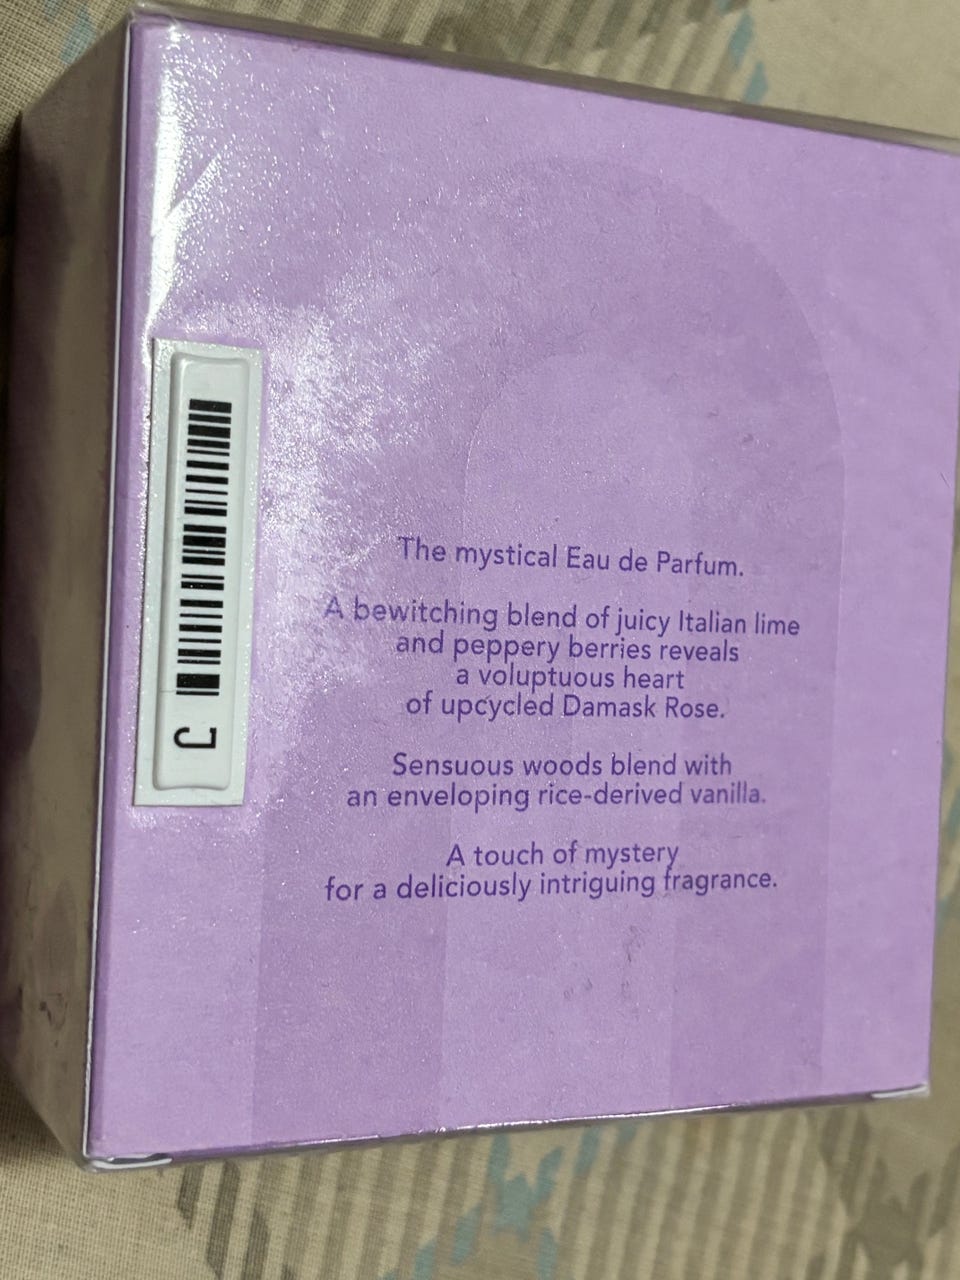 The mystical Eau de Parfum.
A bewitching blend of juicy Italian lime
and peppery berries reveals
a voluptuous heart
of upcycled Damask Rose.
Sensuous woods blend with
an enveloping rice-derived vanilla.
A touch of mystery
for a deliciously intriguing fragrance.